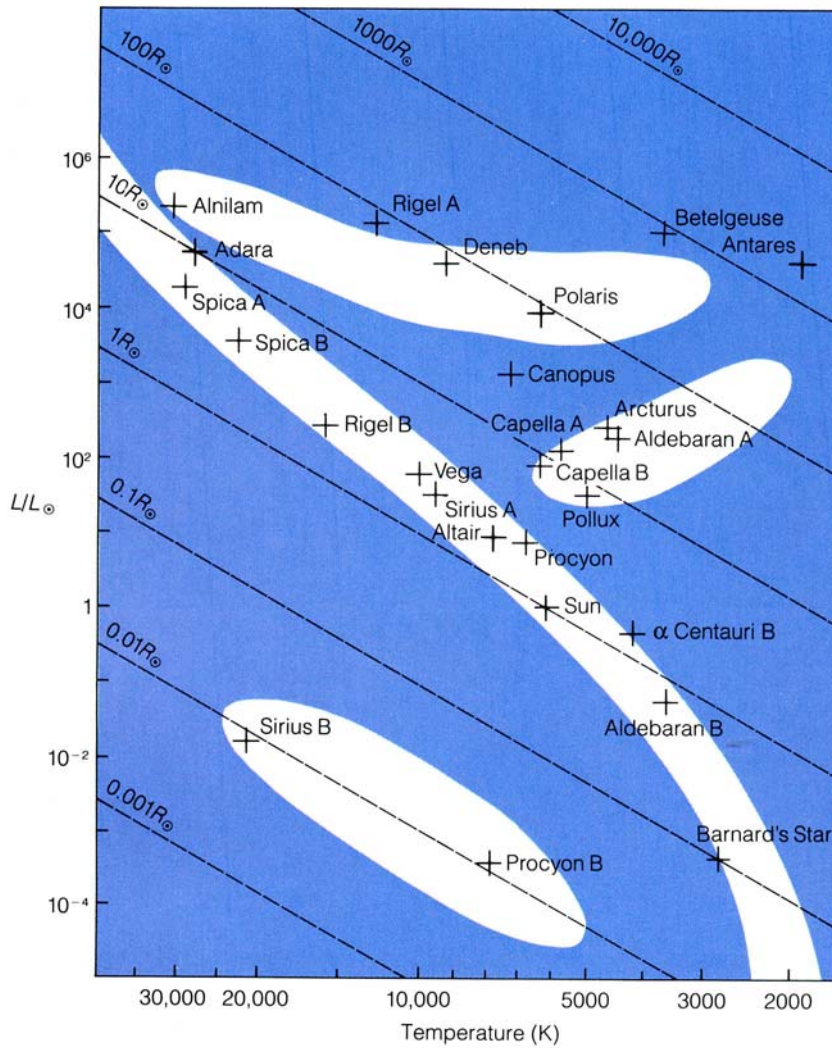 100R☉
1000R☉
10,000R☉
10⁶
Alnilam
Rigel A
Betelgeuse
Antares
10R☉
Adara
Deneb
Spica A
Polaris
10⁴
1R☉
Spica B
Canopus
Capella A
Arcturus
Rigel B
Aldebaran A
10²
Vega
Capella B
L/L☉
0.1R☉
Sirius A
Pollux
Altair
Procyon
1
Sun
α Centauri B
0.01R☉
Aldebaran B
Sirius B
10⁻²
0.001R☉
Barnard's Star
Procyon B
10⁻⁴
30,000 20,000 10,000 5000 3000 2000
Temperature (K)